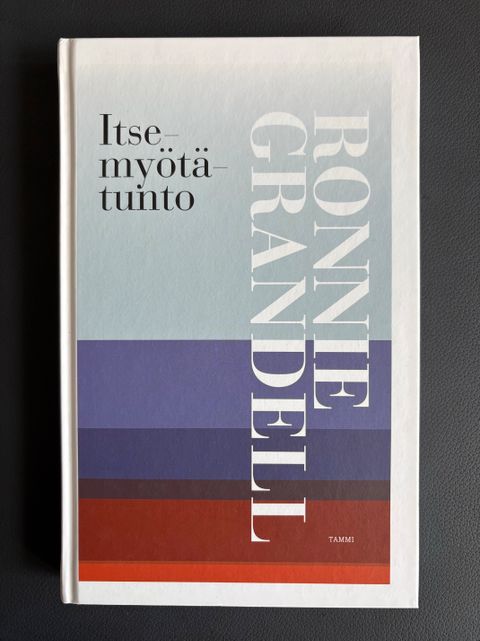 Itse-
myötä-
tunto
RONNIE
GRANDELL
TAMMI